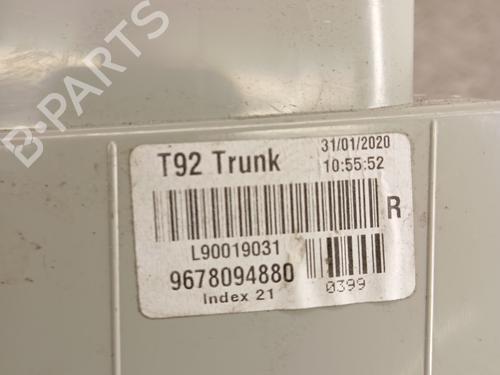 B-PARTS
T92 Trunk
31/01/2020
10:55:52
R
L90019031
9678094880
Index 21
0399